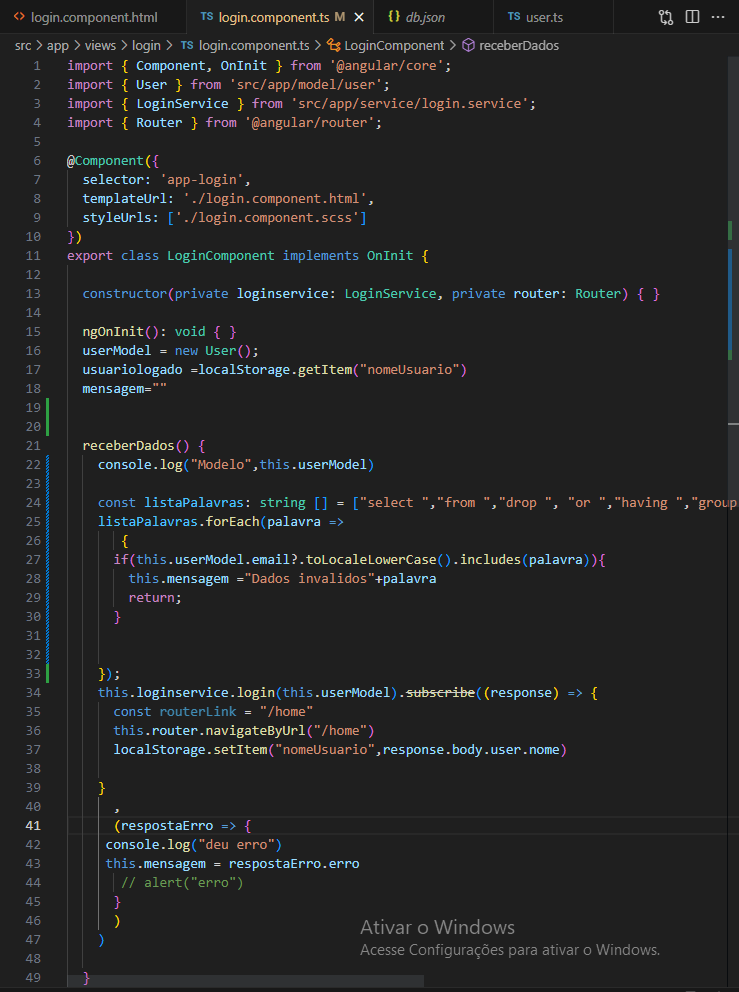 login.component.html TS login.component.ts M × {} db.json TS user.ts ···
src > app > views > login > TS login.component.ts > LoginComponent > receberDados
1 import { Component, OnInit } from '@angular/core';
2 import { User } from 'src/app/model/user';
3 import { LoginService } from 'src/app/service/login.service';
4 import { Router } from '@angular/router';
5
6 @Component({
7 selector: 'app-login',
8 templateUrl: './login.component.html',
9 styleUrls: ['./login.component.scss']
10 })
11 export class LoginComponent implements OnInit {
12
13 constructor(private loginservice: LoginService, private router: Router) { }
14
15 ngOnInit(): void { }
16 userModel = new User();
17 usuariologado =localStorage.getItem("nomeUsuario")
18 mensagem=""
19
20
21 receberDados() {
22 console.log("Modelo",this.userModel)
23
24 const listaPalavras: string [] = ["select ","from ","drop ", "or ","having ","group
25 listaPalavras.forEach(palavra =>
26 {
27 if(this.userModel.email?.toLocaleLowerCase().includes(palavra)){
28 this.mensagem ="Dados invalidos"+palavra
29 return;
30 }
31
32
33 });
34 this.loginservice.login(this.userModel).subscribe((response) => {
35 const routerLink = "/home"
36 this.router.navigateByUrl("/home")
37 localStorage.setItem("nomeUsuario",response.body.user.nome)
38
39 }
40 ,
41 (respostaErro => {
42 console.log("deu erro")
43 this.mensagem = respostaErro.erro
44 // alert("erro")
45 }
46 )
47 )
48
49 }
Ativar o Windows
Acesse Configurações para ativar o Windows.